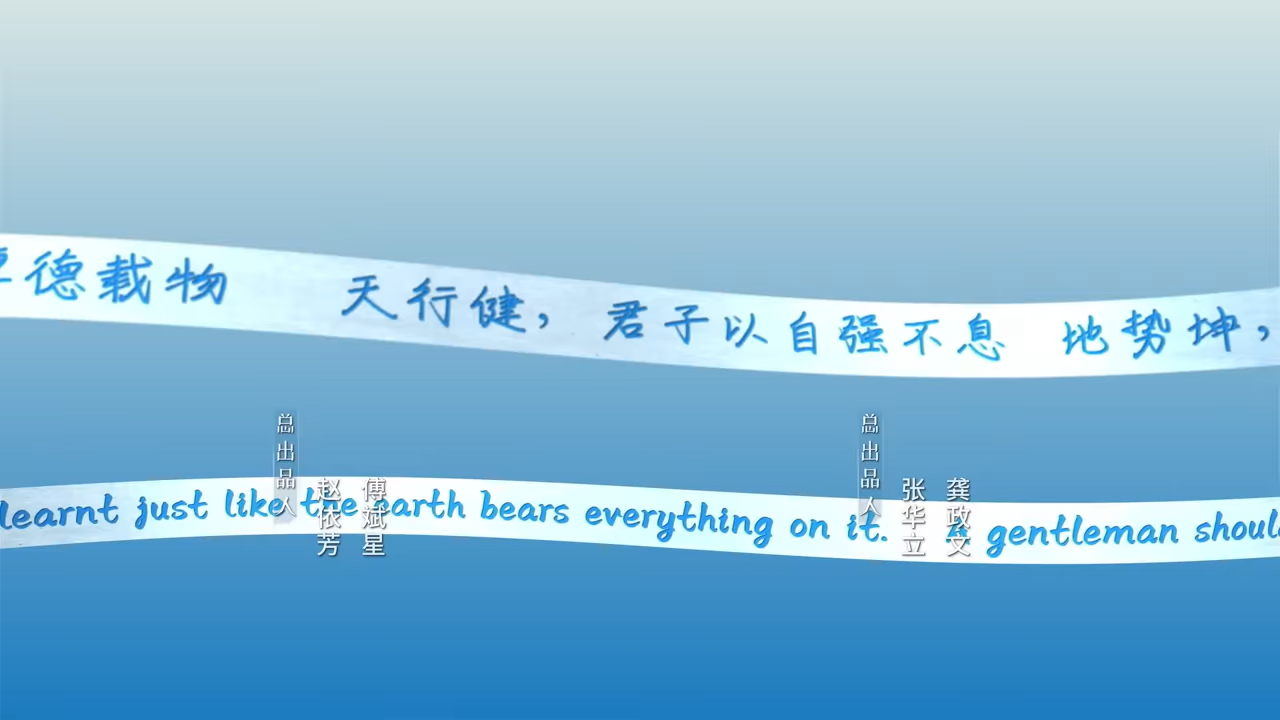 德载物 天行健，君子以自强不息 地势坤，
总出品人
赵依芳
傅斌星
总出品人
张华立
龚政文
learnt just like the earth bears everything on it. A gentleman should